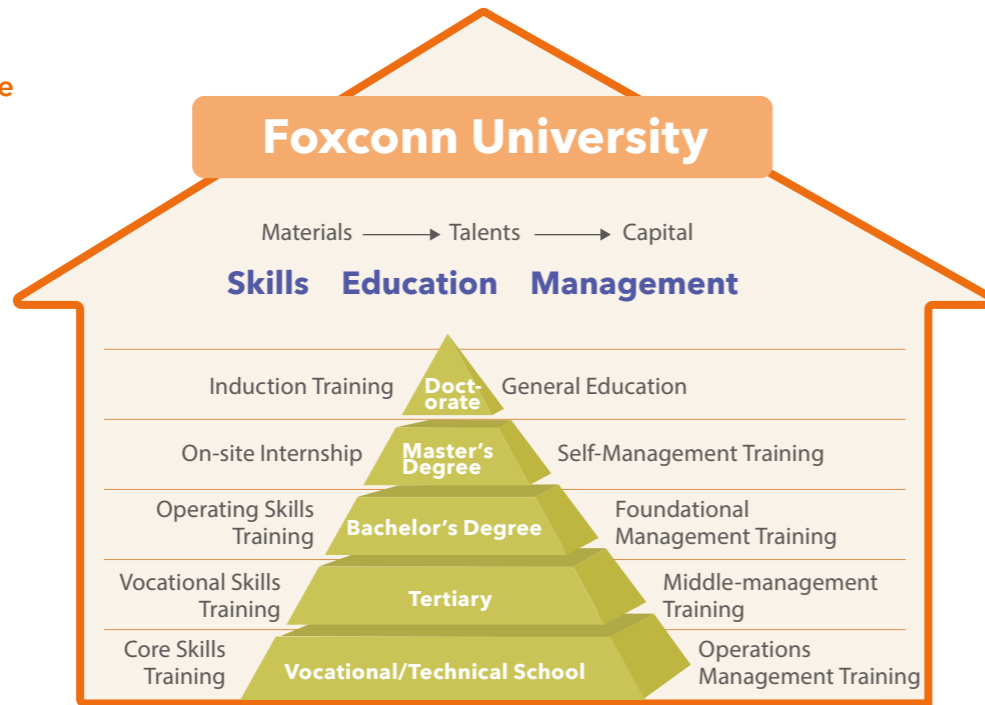 e
Foxconn University
Materials → Talents → Capital
Skills Education Management
Induction Training
Doct-
orate
General Education
On-site Internship
Master's
Degree
Self-Management Training
Operating Skills
Training
Bachelor's Degree
Foundational
Management Training
Vocational Skills
Training
Tertiary
Middle-management
Training
Core Skills
Training
Vocational/Technical School
Operations
Management Training